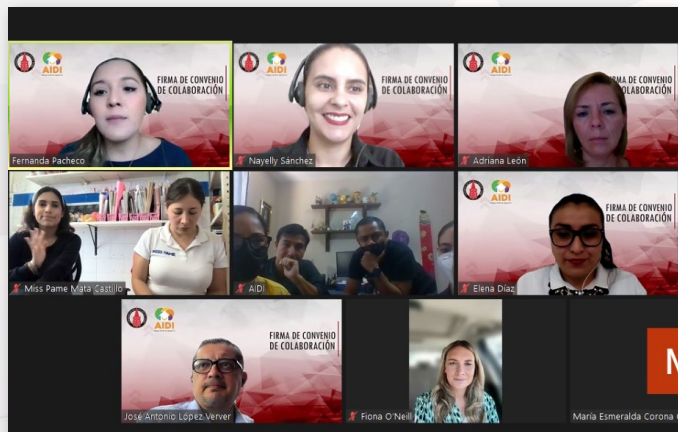 AIDI
FIRMA DE CONVENIO
DE COLABORACIÓN
Fernanda Pacheco
AIDI
FIRMA DE CONVENIO
DE COLABORACIÓN
Nayelly Sánchez
AIDI
FIRMA DE CONVENIO
DE COLABORACIÓN
Adriana León
MISS PAME
Miss Pame Mata Castillo
AIDI
AIDI
FIRMA DE CONVENIO
DE COLABORACIÓN
Elena Díaz
AIDI
FIRMA DE CONVENIO
DE COLABORACIÓN
José Antonio López Verver
Fiona O'Neill
M
María Esmeralda Corona